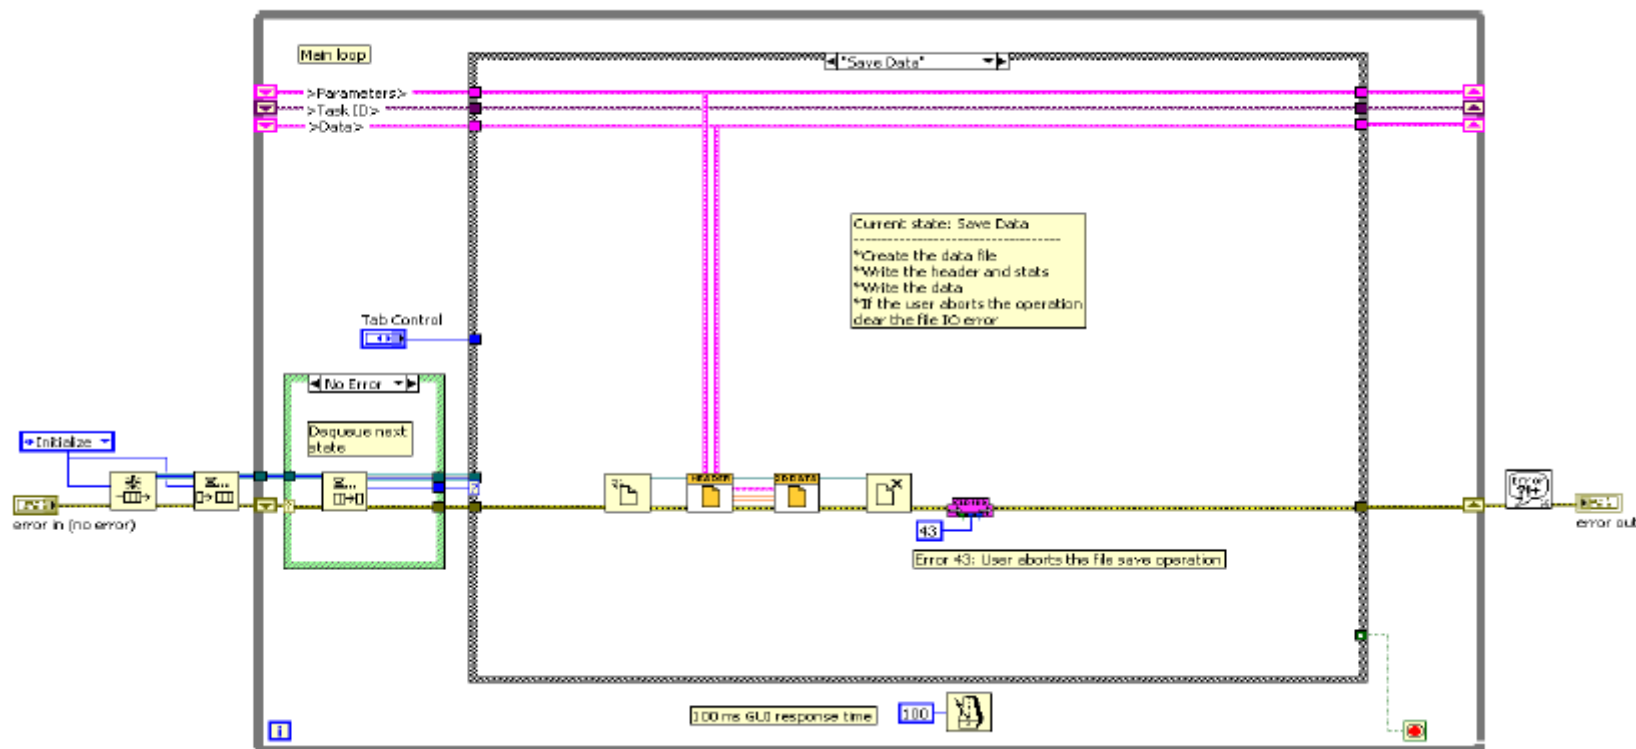 Main loop
"Save Data"
>Parameters>
>Task ID>
>Data>
Current state: Save Data
--------------------------------
*Create the data file
*Write the header and stats
*Write the data
*If the user aborts the operation
clear the file IO error
Tab Control
No Error
Dequeue next
state
Initialize
error in (no error)
HEADER
2D DATA
43
Error 43: User aborts the file save operation
Error
?!+
error out
100 ms GUI response time
100
i